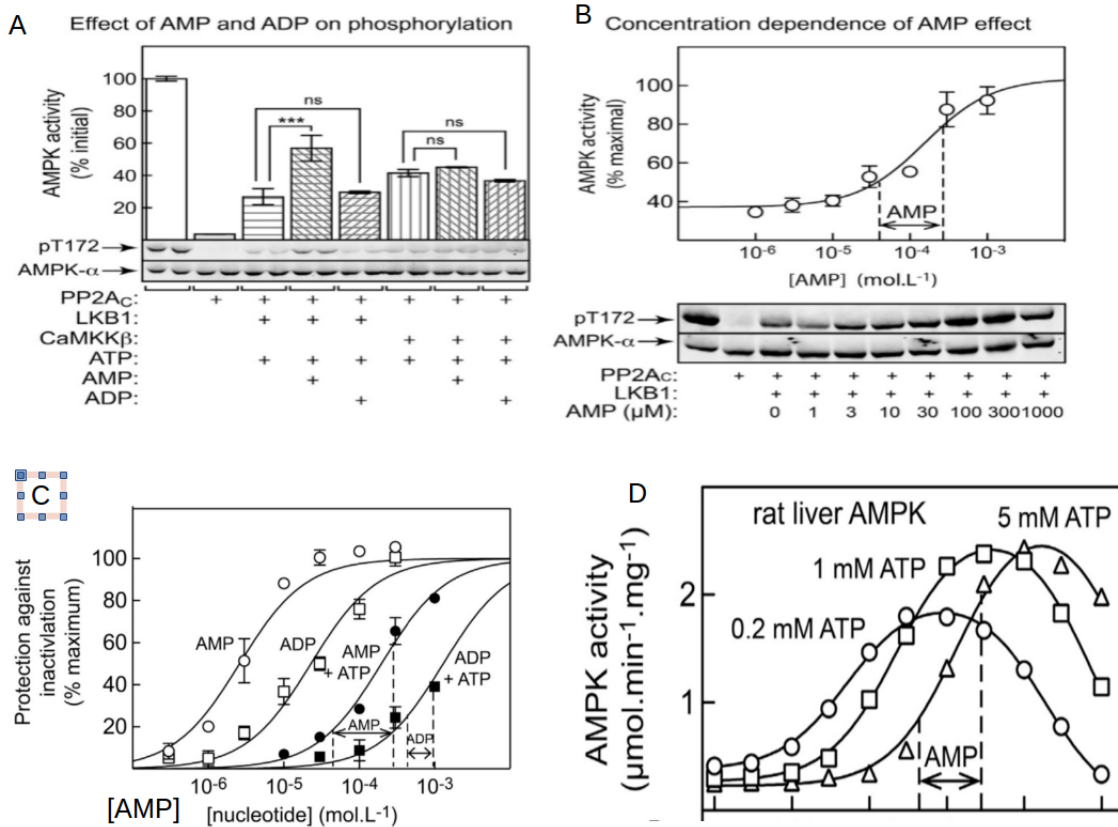 A
Effect of AMP and ADP on phosphorylation
AMPK activity
(% initial)
100
80
60
40
20
ns
***
ns
ns
pT172
AMPK-α
PP2Ac: + + + + + + +
LKB1: + + +
CaMKKβ: + + +
ATP: + + + + + +
AMP: + +
ADP: + +
B
Concentration dependence of AMP effect
AMPK activity
(% maximal)
100
80
60
40
AMP
10-6 10-5 10-4 10-3
[AMP] (mol.L-1)
pT172
AMPK-α
PP2Ac: + + + + + + + + +
LKB1: + + + + + + + +
AMP (µM): 0 1 3 10 30 100 300 1000
C
Protection against
inactivlation
(% maximum)
100
80
60
40
20
AMP
ADP
AMP
+ ATP
ADP
+ ATP
AMP
ADP
10-6 10-5 10-4 10-3
[AMP]
[nucleotide] (mol.L-1)
D
rat liver AMPK
5 mM ATP
1 mM ATP
0.2 mM ATP
AMPK activity
(µmol.min-1.mg-1)
2
1
AMP